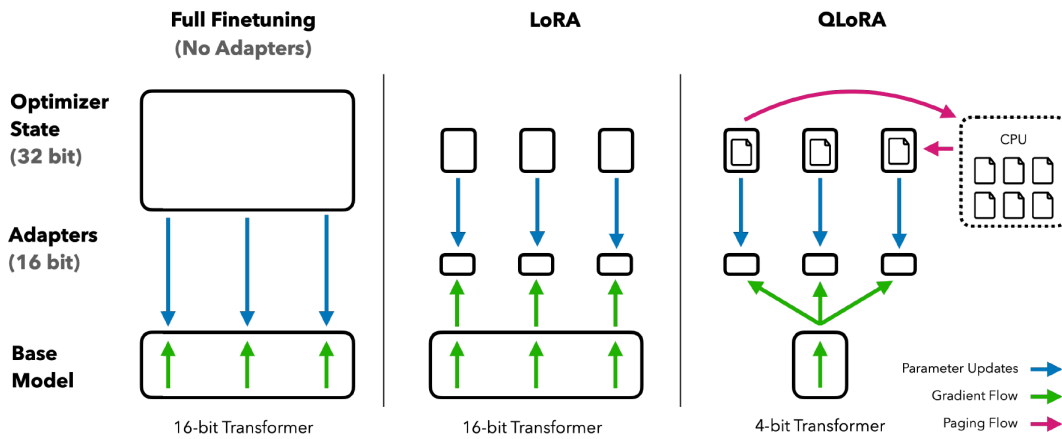 Full Finetuning
(No Adapters)
LoRA
QLoRA
Optimizer
State
(32 bit)
CPU
Adapters
(16 bit)
Base
Model
Parameter Updates
Gradient Flow
Paging Flow
16-bit Transformer
16-bit Transformer
4-bit Transformer